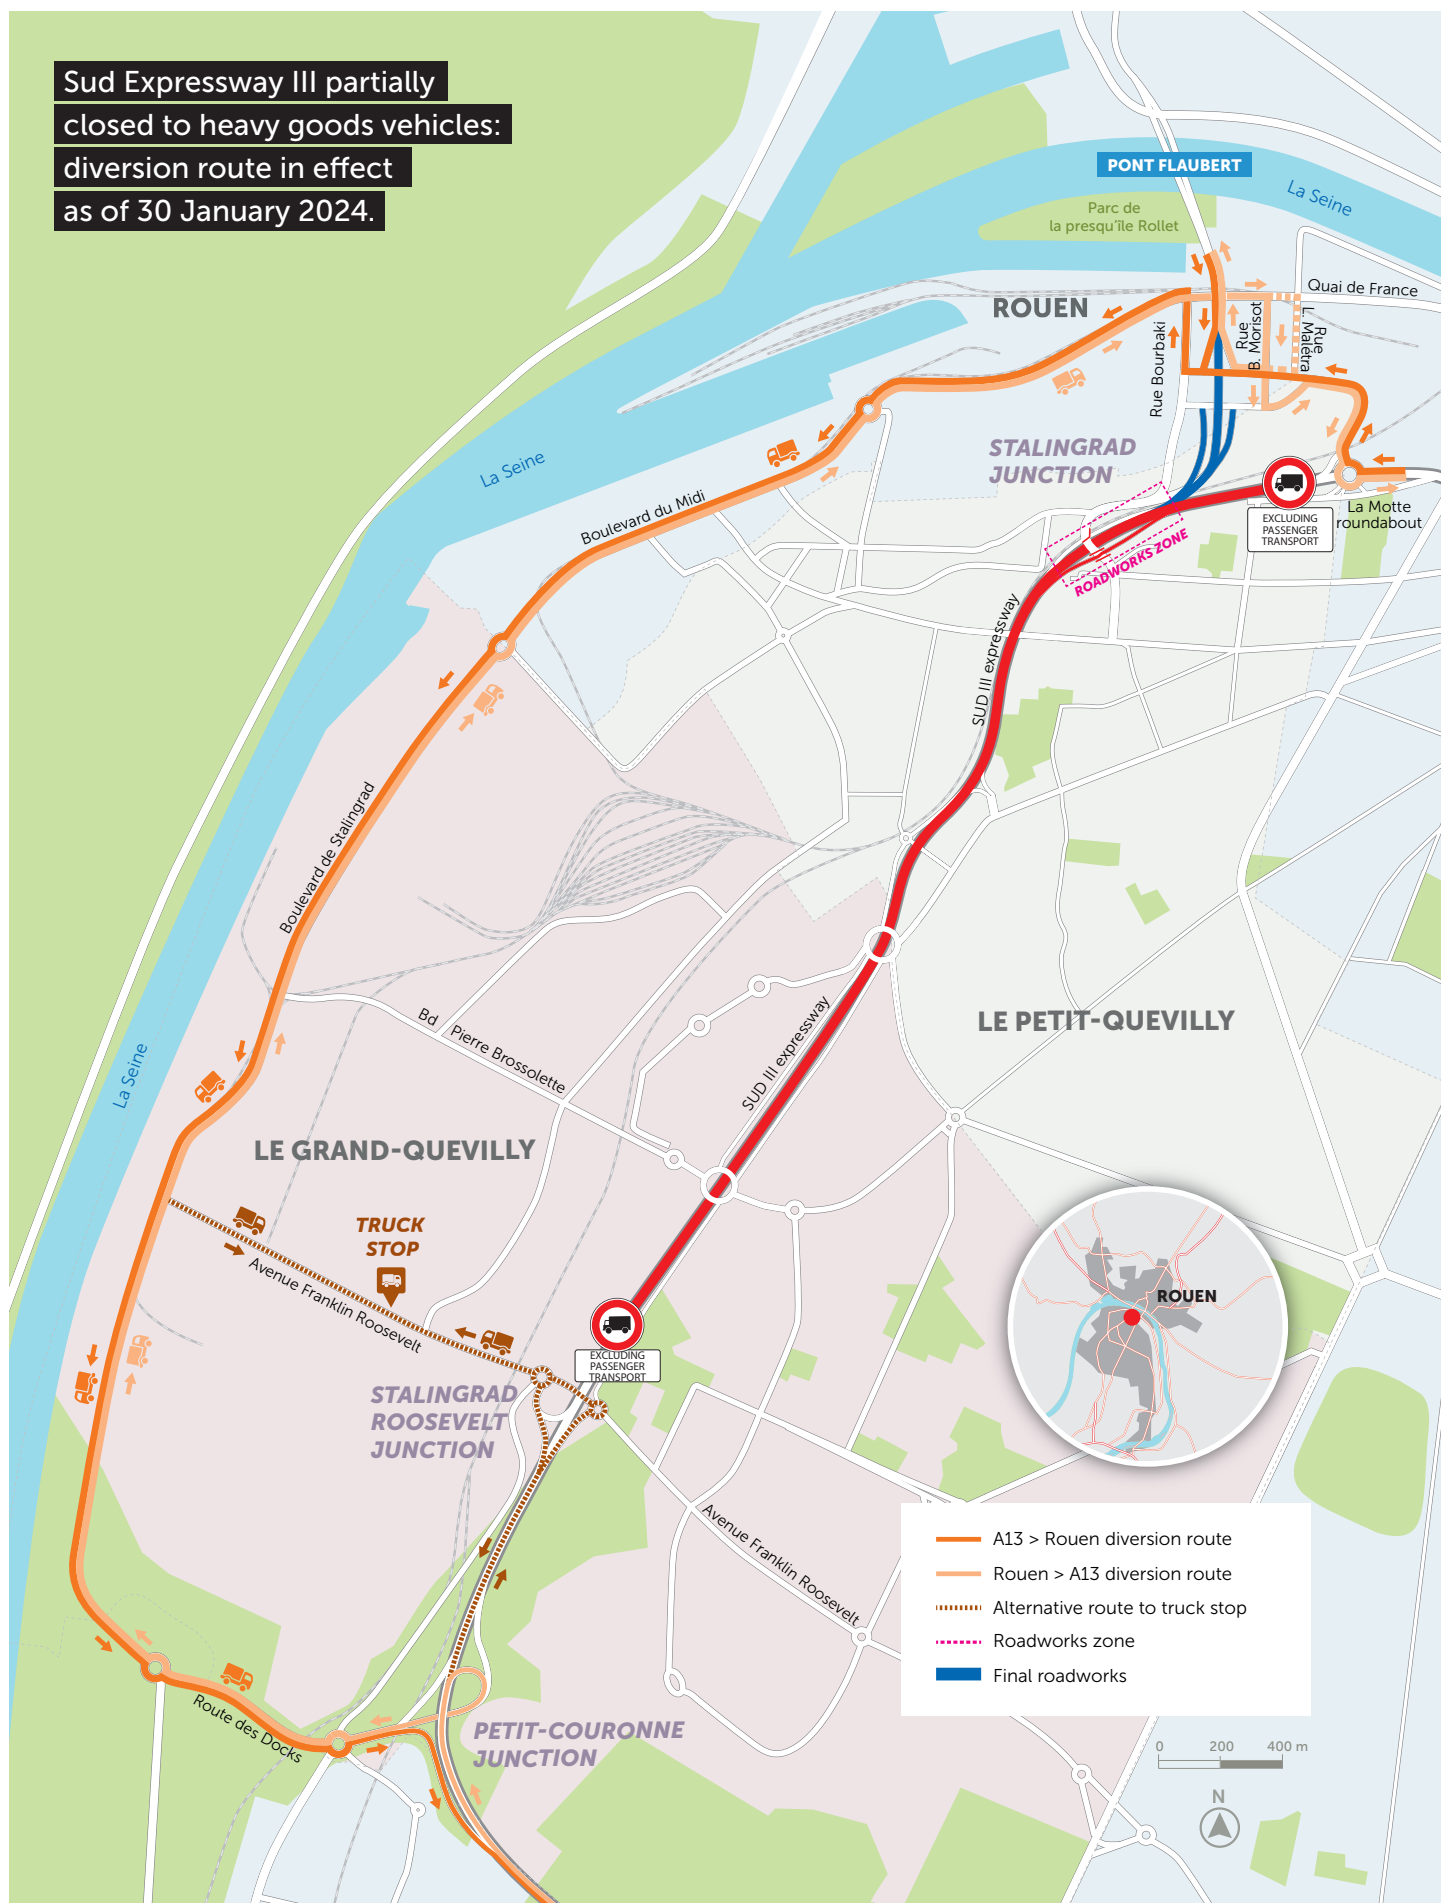 Sud Expressway III partially
closed to heavy goods vehicles:
diversion route in effect
as of 30 January 2024.
PONT FLAUBERT
La Seine
Parc de
la presqu'île Rollet
Quai de France
ROUEN
Rue Bourbaki
Rue
B. Morisot
Rue
L. Malétra
STALINGRAD
JUNCTION
La Seine
Boulevard du Midi
EXCLUDING
PASSENGER
TRANSPORT
La Motte
roundabout
ROADWORKS ZONE
SUD III expressway
Boulevard de Stalingrad
SUD III expressway
LE PETIT-QUEVILLY
Bd Pierre Brossolette
La Seine
LE GRAND-QUEVILLY
TRUCK
STOP
Avenue Franklin Roosevelt
ROUEN
EXCLUDING
PASSENGER
TRANSPORT
STALINGRAD
ROOSEVELT
JUNCTION
Avenue Franklin Roosevelt
A13 > Rouen diversion route
Rouen > A13 diversion route
Alternative route to truck stop
Roadworks zone
Final roadworks
Route des Docks
PETIT-COURONNE
JUNCTION
0 200 400 m
N